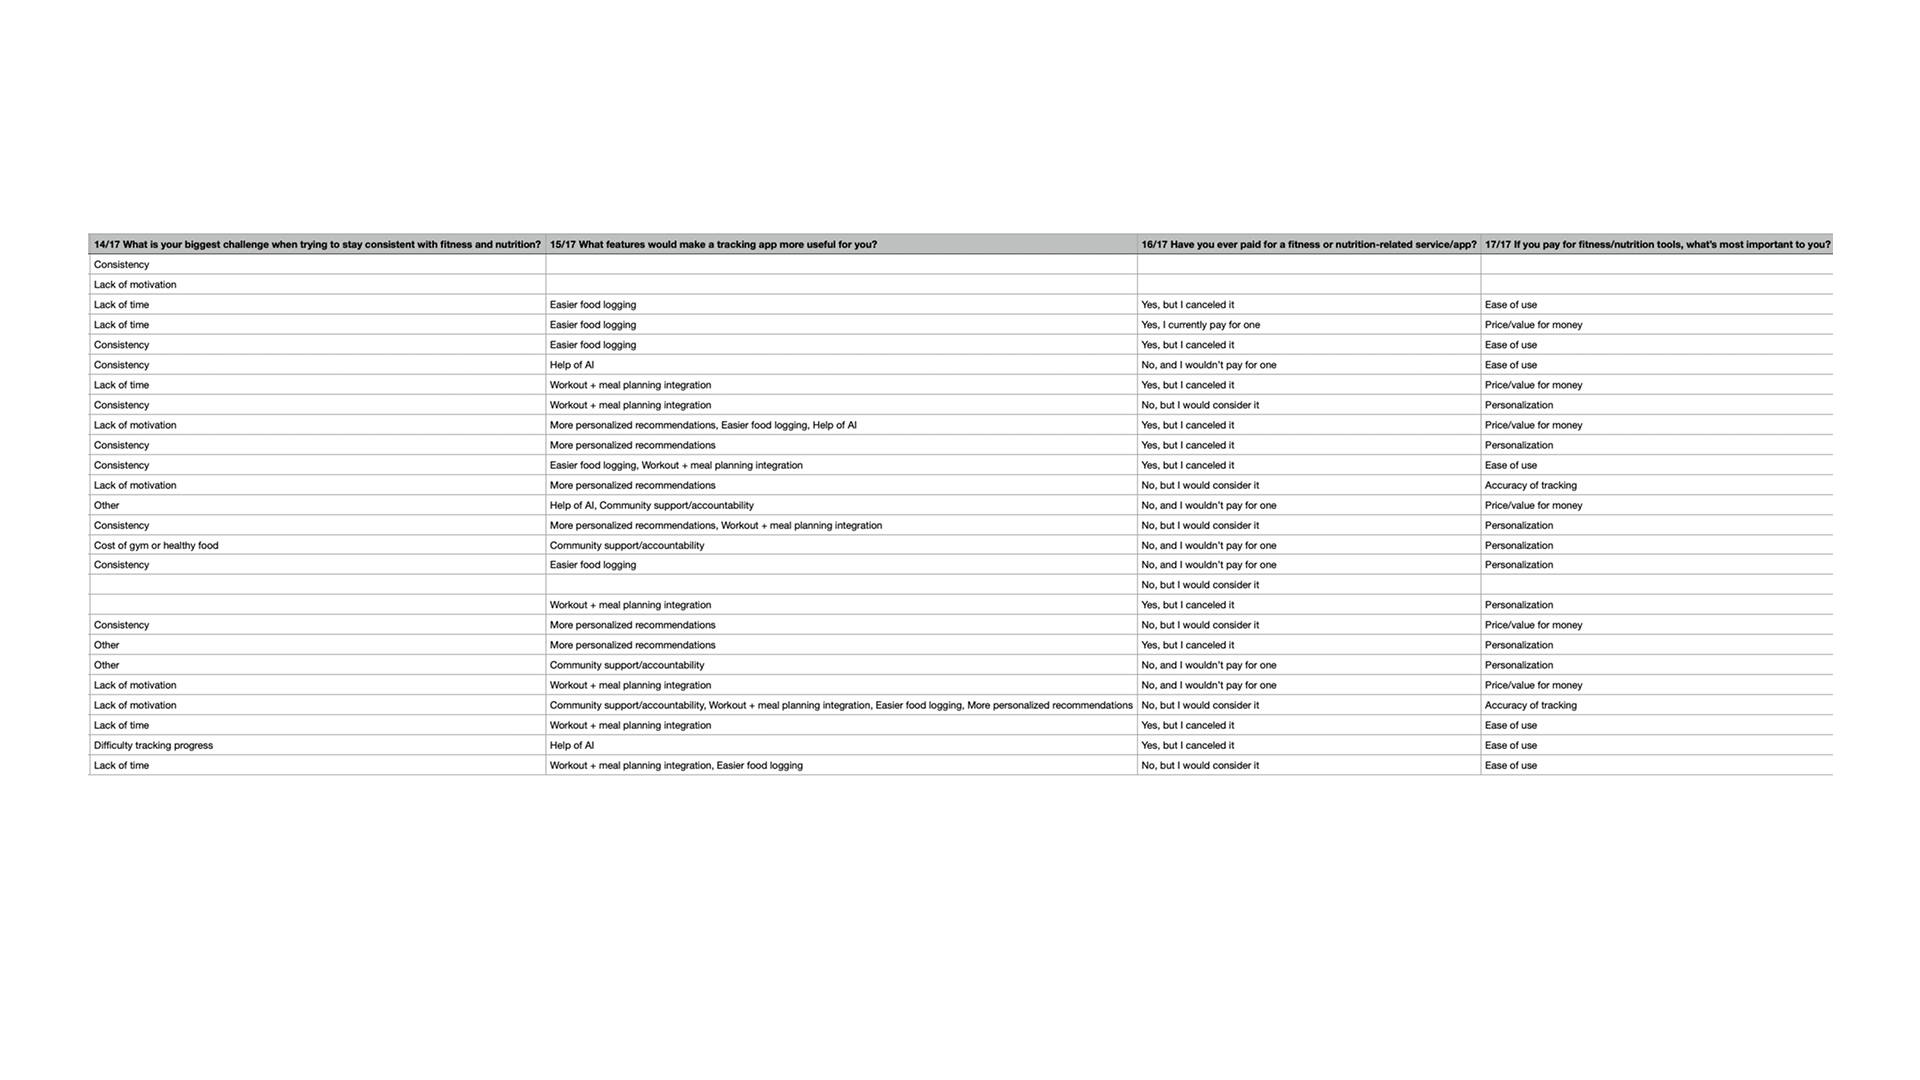 14/17 What is your biggest challenge when trying to stay consistent with fitness and nutrition? 15/17 What features would make a tracking app more useful for you? 16/17 Have you ever paid for a fitness or nutrition-related service/app? 17/17 If you pay for fitness/nutrition tools, what's most important to you?
Consistency
Lack of motivation
Lack of time Easier food logging Yes, but I canceled it Ease of use
Lack of time Easier food logging Yes, I currently pay for one Price/value for money
Consistency Easier food logging Yes, but I canceled it Ease of use
Consistency Help of AI No, and I wouldn't pay for one Ease of use
Lack of time Workout + meal planning integration Yes, but I canceled it Price/value for money
Consistency Workout + meal planning integration No, but I would consider it Personalization
Lack of motivation More personalized recommendations, Easier food logging, Help of AI Yes, but I canceled it Price/value for money
Consistency More personalized recommendations Yes, but I canceled it Personalization
Consistency Easier food logging, Workout + meal planning integration Yes, but I canceled it Ease of use
Lack of motivation More personalized recommendations No, but I would consider it Accuracy of tracking
Other Help of AI, Community support/accountability No, and I wouldn't pay for one Price/value for money
Consistency More personalized recommendations, Workout + meal planning integration No, but I would consider it Personalization
Cost of gym or healthy food Community support/accountability No, and I wouldn't pay for one Personalization
Consistency Easier food logging No, and I wouldn't pay for one Personalization
No, but I would consider it
Workout + meal planning integration Yes, but I canceled it Personalization
Consistency More personalized recommendations No, but I would consider it Price/value for money
Other More personalized recommendations Yes, but I canceled it Personalization
Other Community support/accountability No, and I wouldn't pay for one Personalization
Lack of motivation Workout + meal planning integration No, and I wouldn't pay for one Price/value for money
Lack of motivation Community support/accountability, Workout + meal planning integration, Easier food logging, More personalized recommendations No, but I would consider it Accuracy of tracking
Lack of time Workout + meal planning integration Yes, but I canceled it Ease of use
Difficulty tracking progress Help of AI Yes, but I canceled it Ease of use
Lack of time Workout + meal planning integration, Easier food logging No, but I would consider it Ease of use